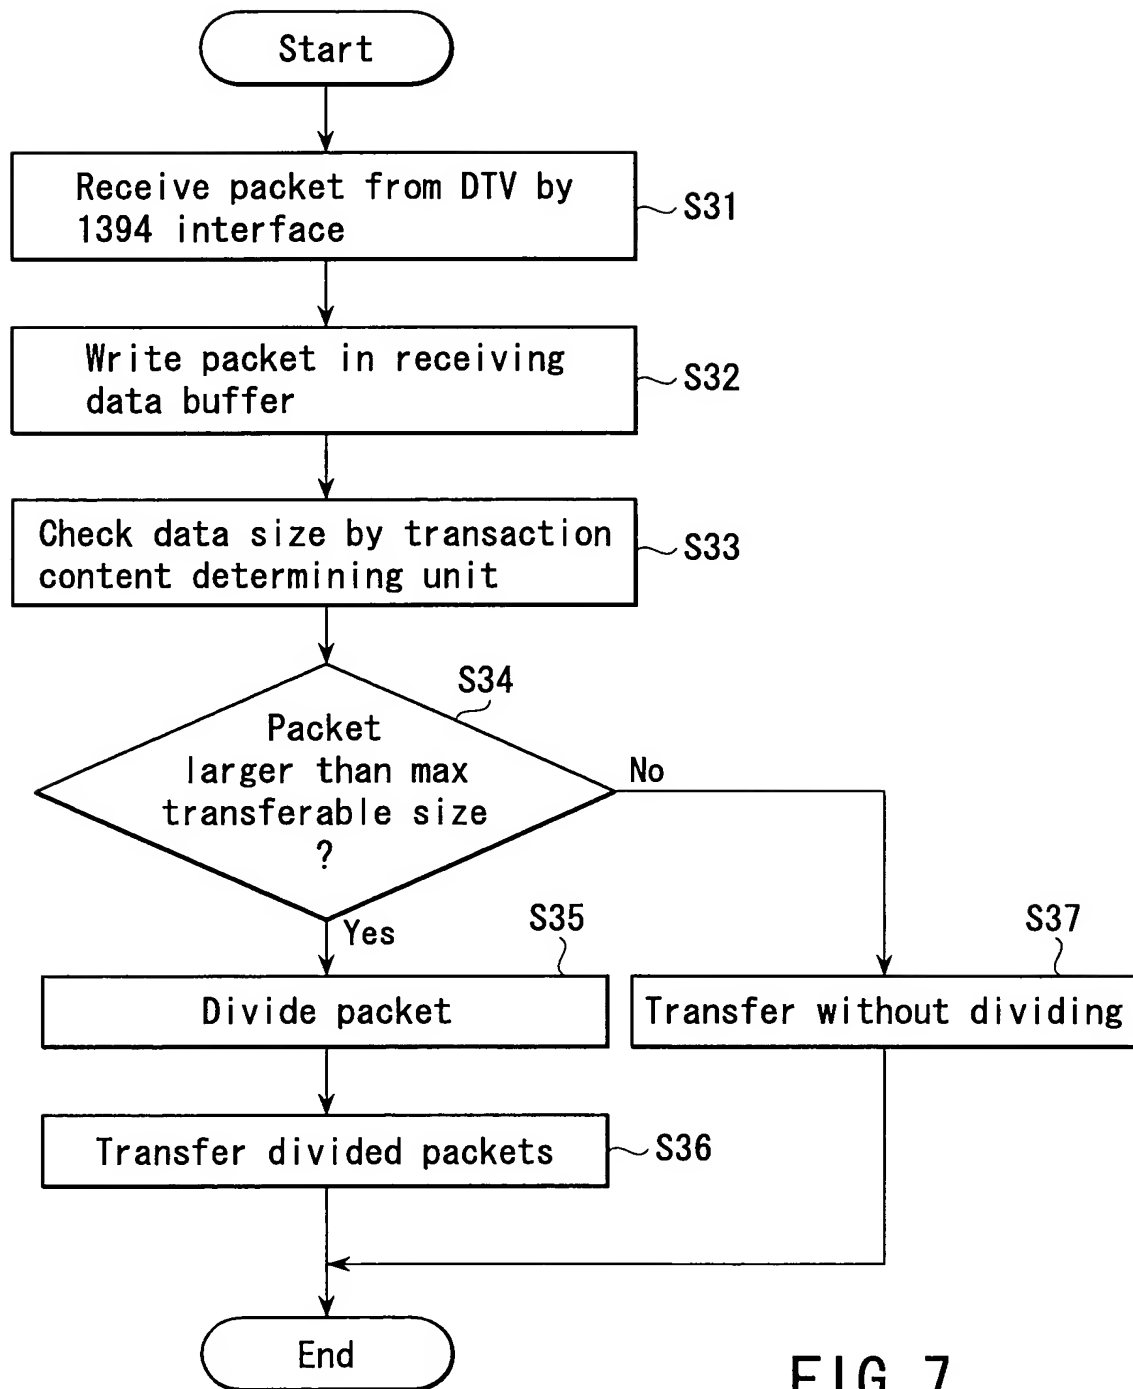 Start
Receive packet from DTV by
1394 interface
S31
Write packet in receiving
data buffer
S32
Check data size by transaction
content determining unit
S33
S34
Packet
larger than max
transferable size
?
No
Yes
S35
S37
Divide packet
Transfer without dividing
Transfer divided packets
S36
End
FIG. 7